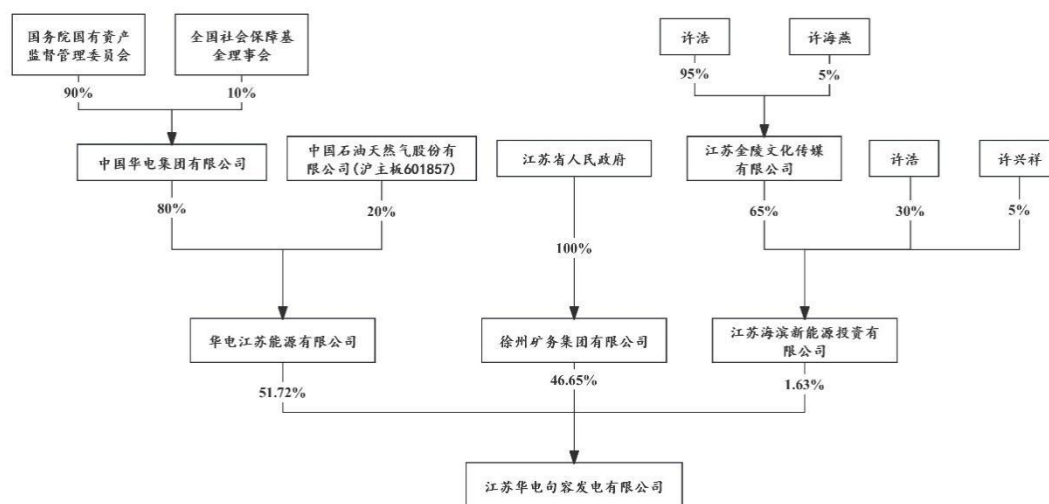 国务院国有资产
监督管理委员会
全国社会保障基
金理事会
许浩
许海燕
90%
10%
95%
5%
中国华电集团有限公司
中国石油天然气股份有
限公司(沪主板601857)
江苏省人民政府
江苏金陵文化传媒
有限公司
许浩
许兴祥
80%
20%
100%
65%
30%
5%
华电江苏能源有限公司
徐州矿务集团有限公司
江苏海滨新能源投资有
限公司
51.72%
46.65%
1.63%
江苏华电句容发电有限公司